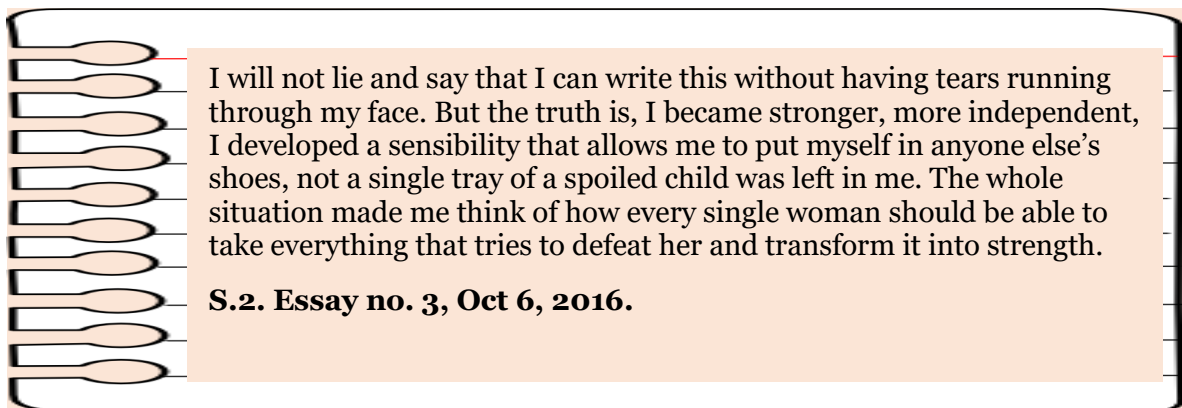 I will not lie and say that I can write this without having tears running
through my face. But the truth is, I became stronger, more independent,
I developed a sensibility that allows me to put myself in anyone else’s
shoes, not a single tray of a spoiled child was left in me. The whole
situation made me think of how every single woman should be able to
take everything that tries to defeat her and transform it into strength.
S.2. Essay no. 3, Oct 6, 2016.